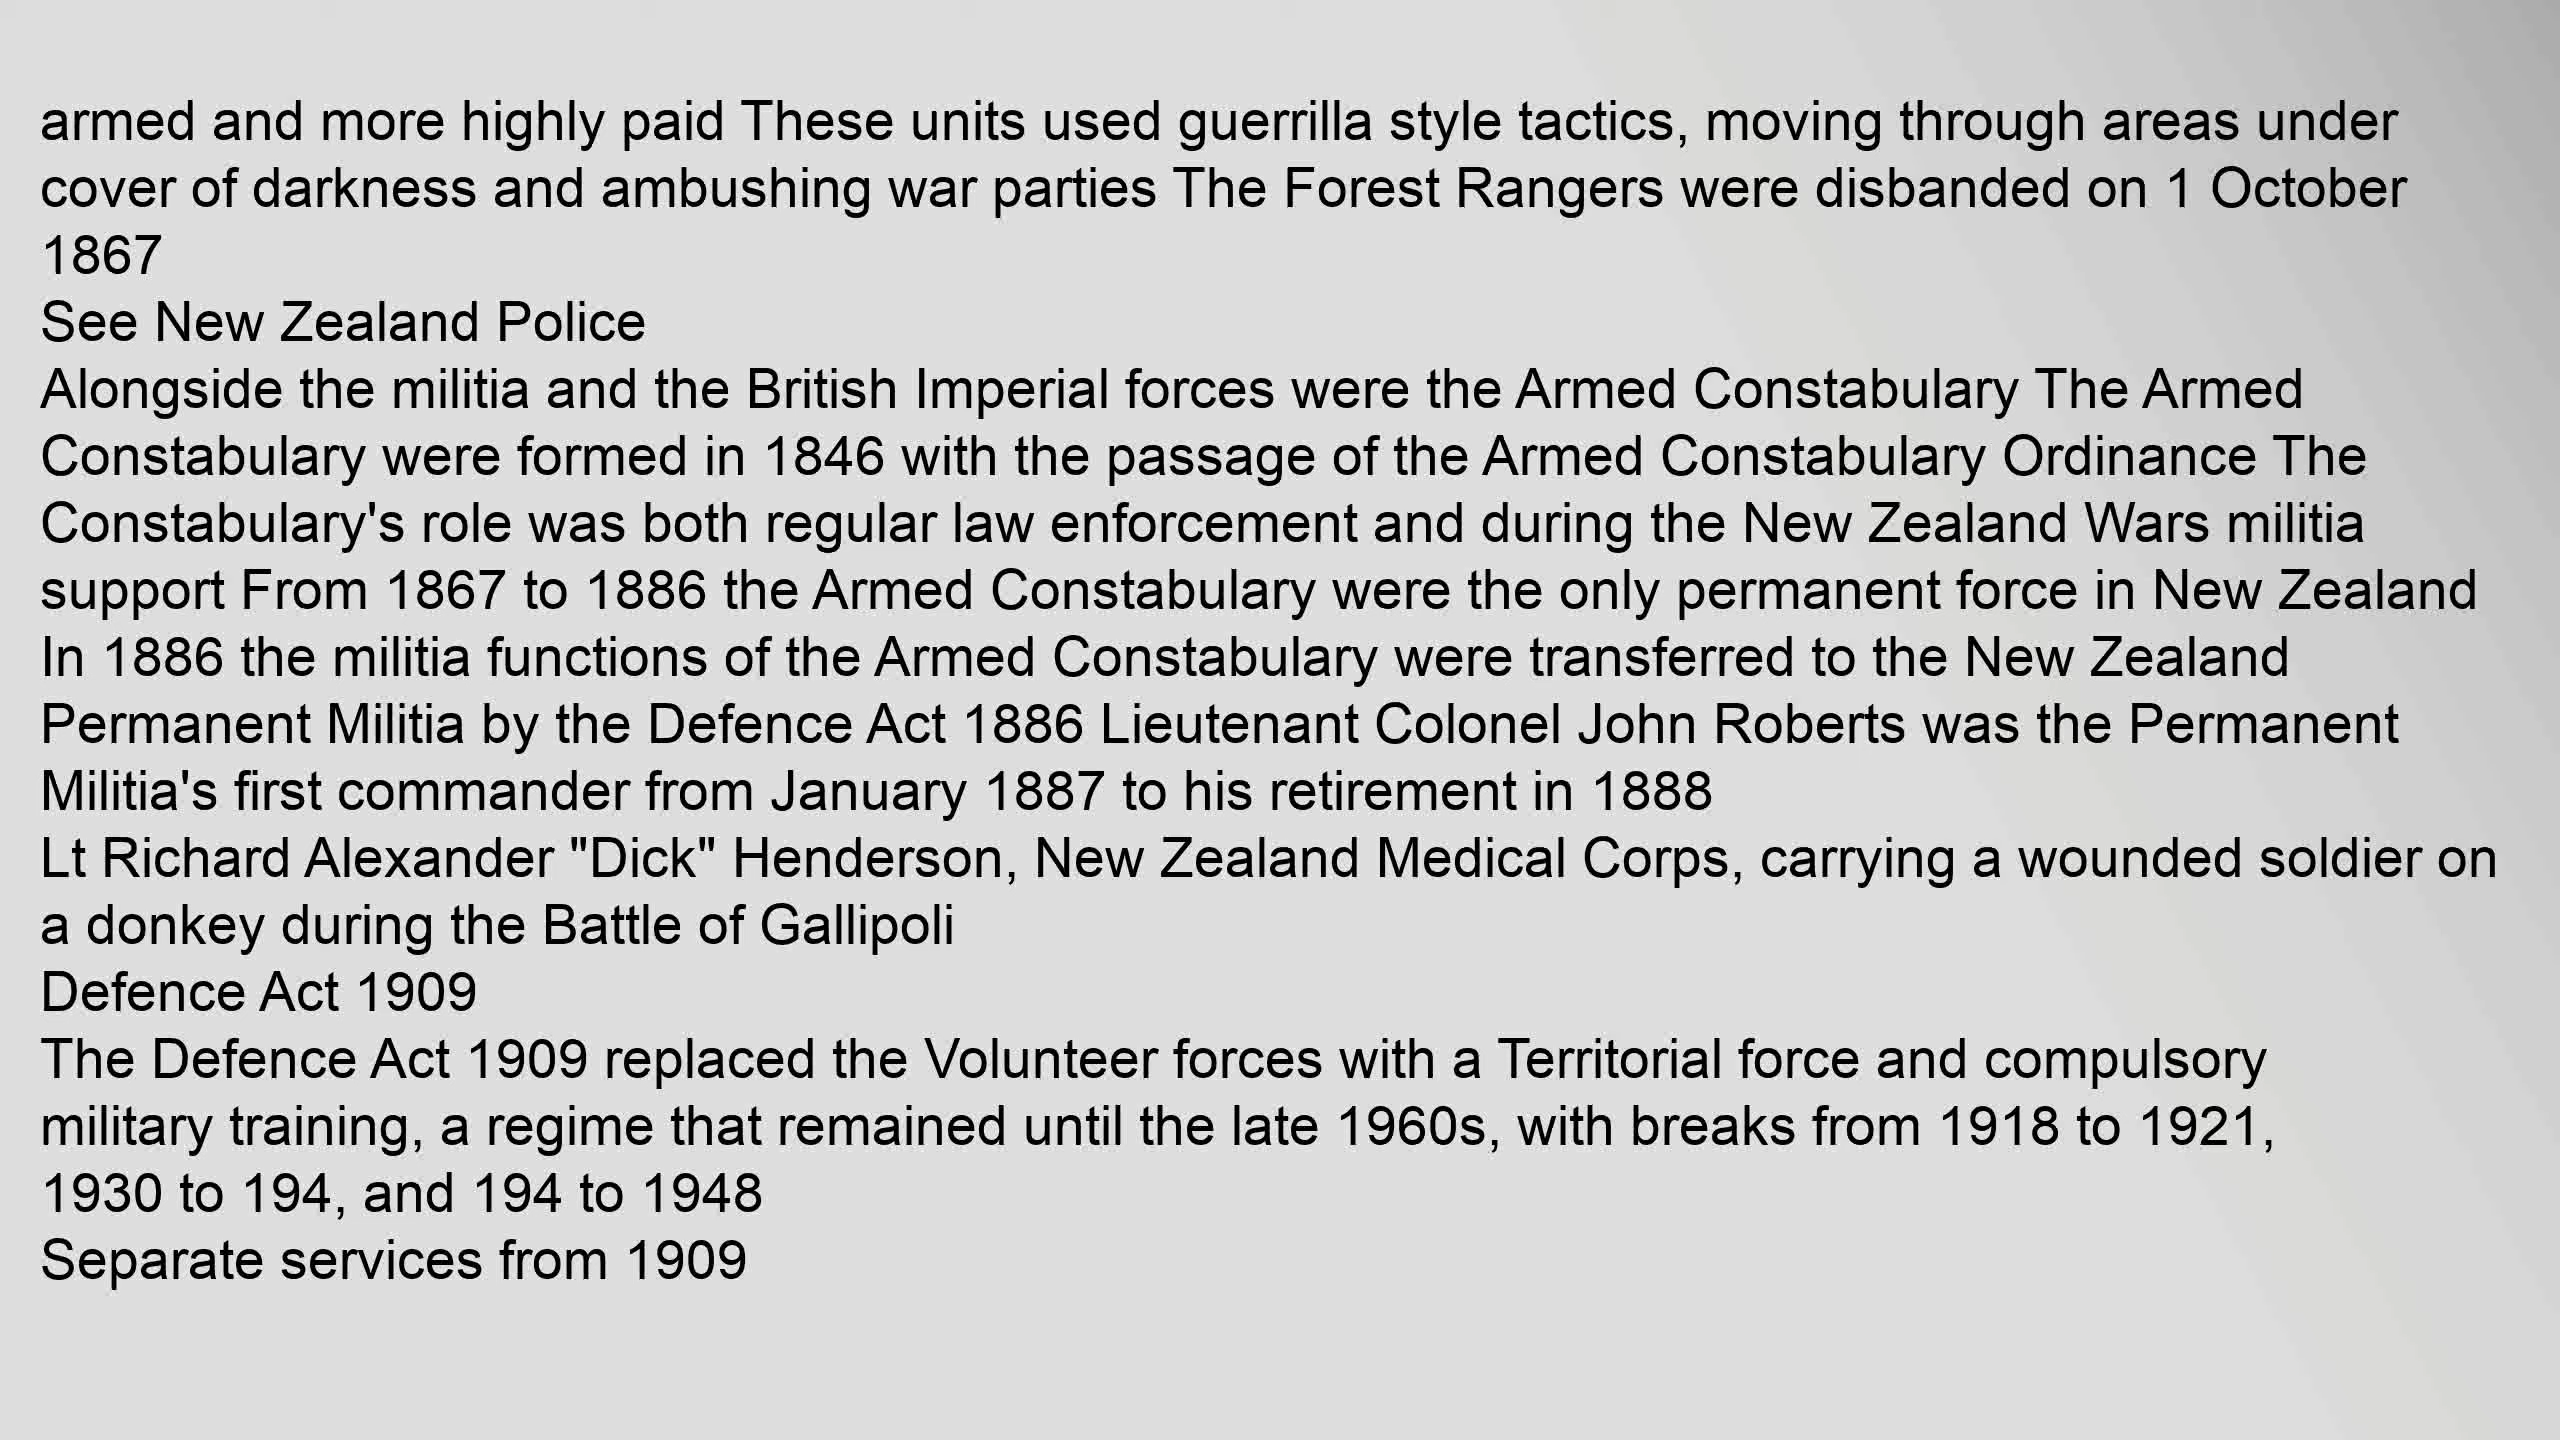 armed and more highly paid These units used guerrilla style tactics, moving through areas under
cover of darkness and ambushing war parties The Forest Rangers were disbanded on 1 October
1867
See New Zealand Police
Alongside the militia and the British Imperial forces were the Armed Constabulary The Armed
Constabulary were formed in 1846 with the passage of the Armed Constabulary Ordinance The
Constabulary's role was both regular law enforcement and during the New Zealand Wars militia
support From 1867 to 1886 the Armed Constabulary were the only permanent force in New Zealand
In 1886 the militia functions of the Armed Constabulary were transferred to the New Zealand
Permanent Militia by the Defence Act 1886 Lieutenant Colonel John Roberts was the Permanent
Militia's first commander from January 1887 to his retirement in 1888
Lt Richard Alexander "Dick" Henderson, New Zealand Medical Corps, carrying a wounded soldier on
a donkey during the Battle of Gallipoli
Defence Act 1909
The Defence Act 1909 replaced the Volunteer forces with a Territorial force and compulsory
military training, a regime that remained until the late 1960s, with breaks from 1918 to 1921,
1930 to 194, and 194 to 1948
Separate services from 1909